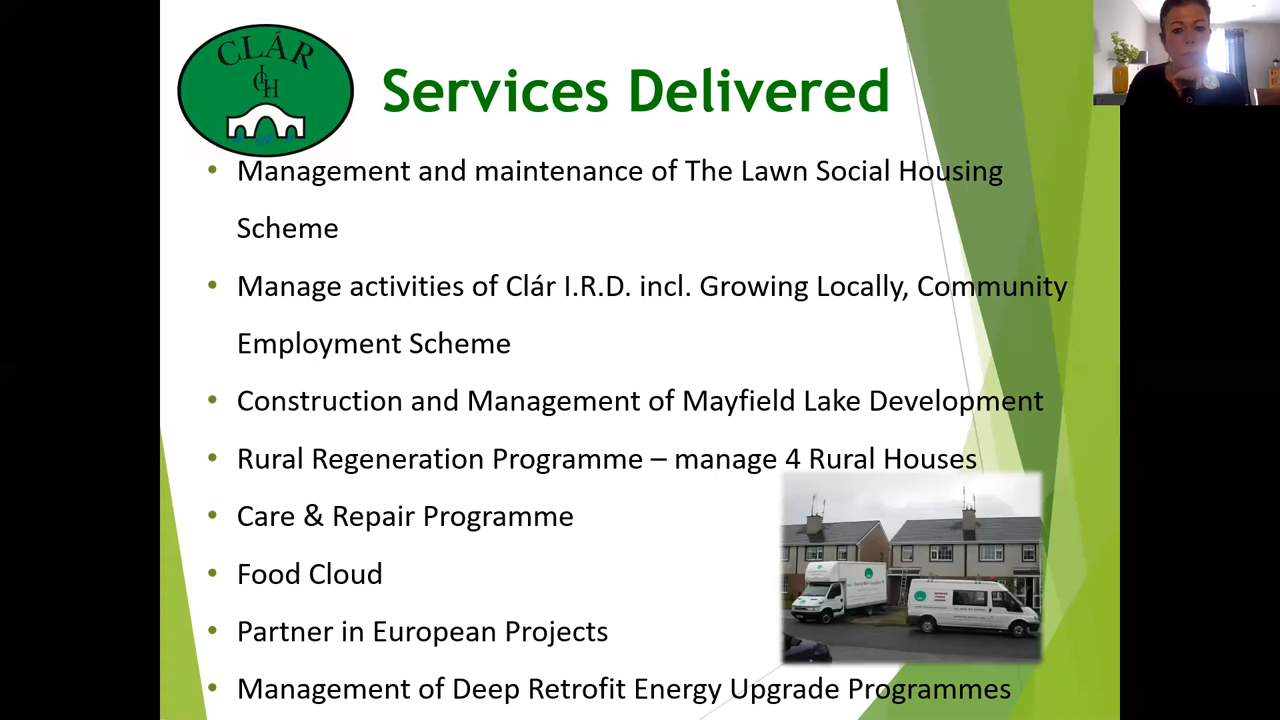 CLÁR
ICH
Services Delivered
• Management and maintenance of The Lawn Social Housing
Scheme
• Manage activities of Clár I.R.D. incl. Growing Locally, Community
Employment Scheme
• Construction and Management of Mayfield Lake Development
• Rural Regeneration Programme – manage 4 Rural Houses
• Care & Repair Programme
• Food Cloud
• Partner in European Projects
• Management of Deep Retrofit Energy Upgrade Programmes